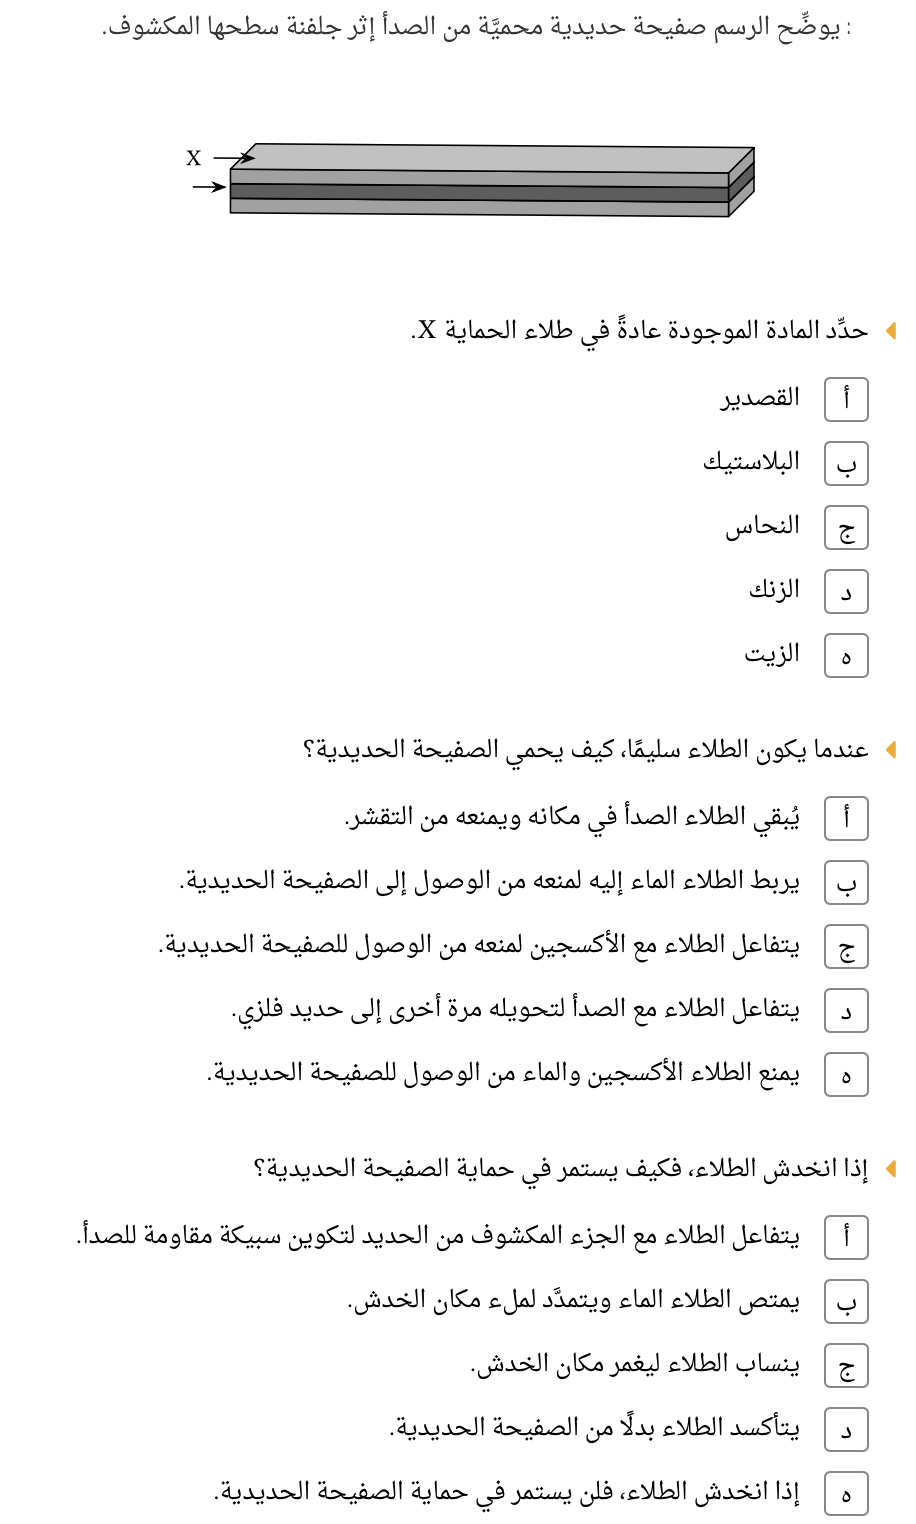 : يوضِّح الرسم صفيحة حديدية محميَّة من الصدأ إثر جلفنة سطحها المكشوف.
X
حدِّد المادة الموجودة عادةً في طلاء الحماية X.
أ القصدير
ب البلاستيك
ج النحاس
د الزنك
ه الزيت
عندما يكون الطلاء سليمًا، كيف يحمي الصفيحة الحديدية؟
أ يُبقي الطلاء الصدأ في مكانه ويمنعه من التقشر.
ب يربط الطلاء الماء إليه لمنعه من الوصول إلى الصفيحة الحديدية.
ج يتفاعل الطلاء مع الأكسجين لمنعه من الوصول للصفيحة الحديدية.
د يتفاعل الطلاء مع الصدأ لتحويله مرة أخرى إلى حديد فلزي.
ه يمنع الطلاء الأكسجين والماء من الوصول للصفيحة الحديدية.
إذا انخدش الطلاء، فكيف يستمر في حماية الصفيحة الحديدية؟
أ يتفاعل الطلاء مع الجزء المكشوف من الحديد لتكوين سبيكة مقاومة للصدأ.
ب يمتص الطلاء الماء ويتمدَّد لملء مكان الخدش.
ج ينساب الطلاء ليغمر مكان الخدش.
د يتأكسد الطلاء بدلًا من الصفيحة الحديدية.
ه إذا انخدش الطلاء، فلن يستمر في حماية الصفيحة الحديدية.